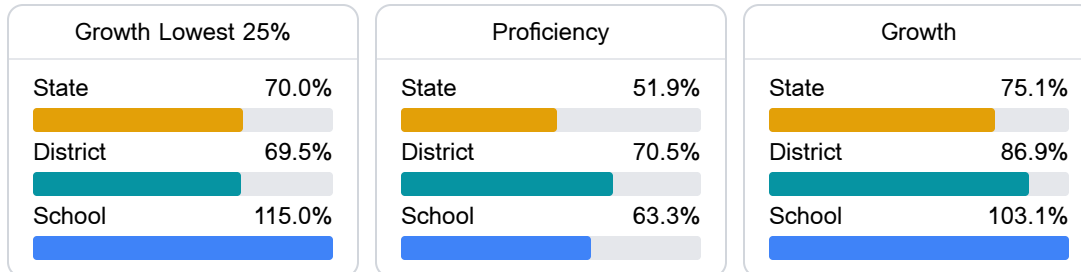 Growth Lowest 25%
State 70.0%
District 69.5%
School 115.0%
Proficiency
State 51.9%
District 70.5%
School 63.3%
Growth
State 75.1%
District 86.9%
School 103.1%